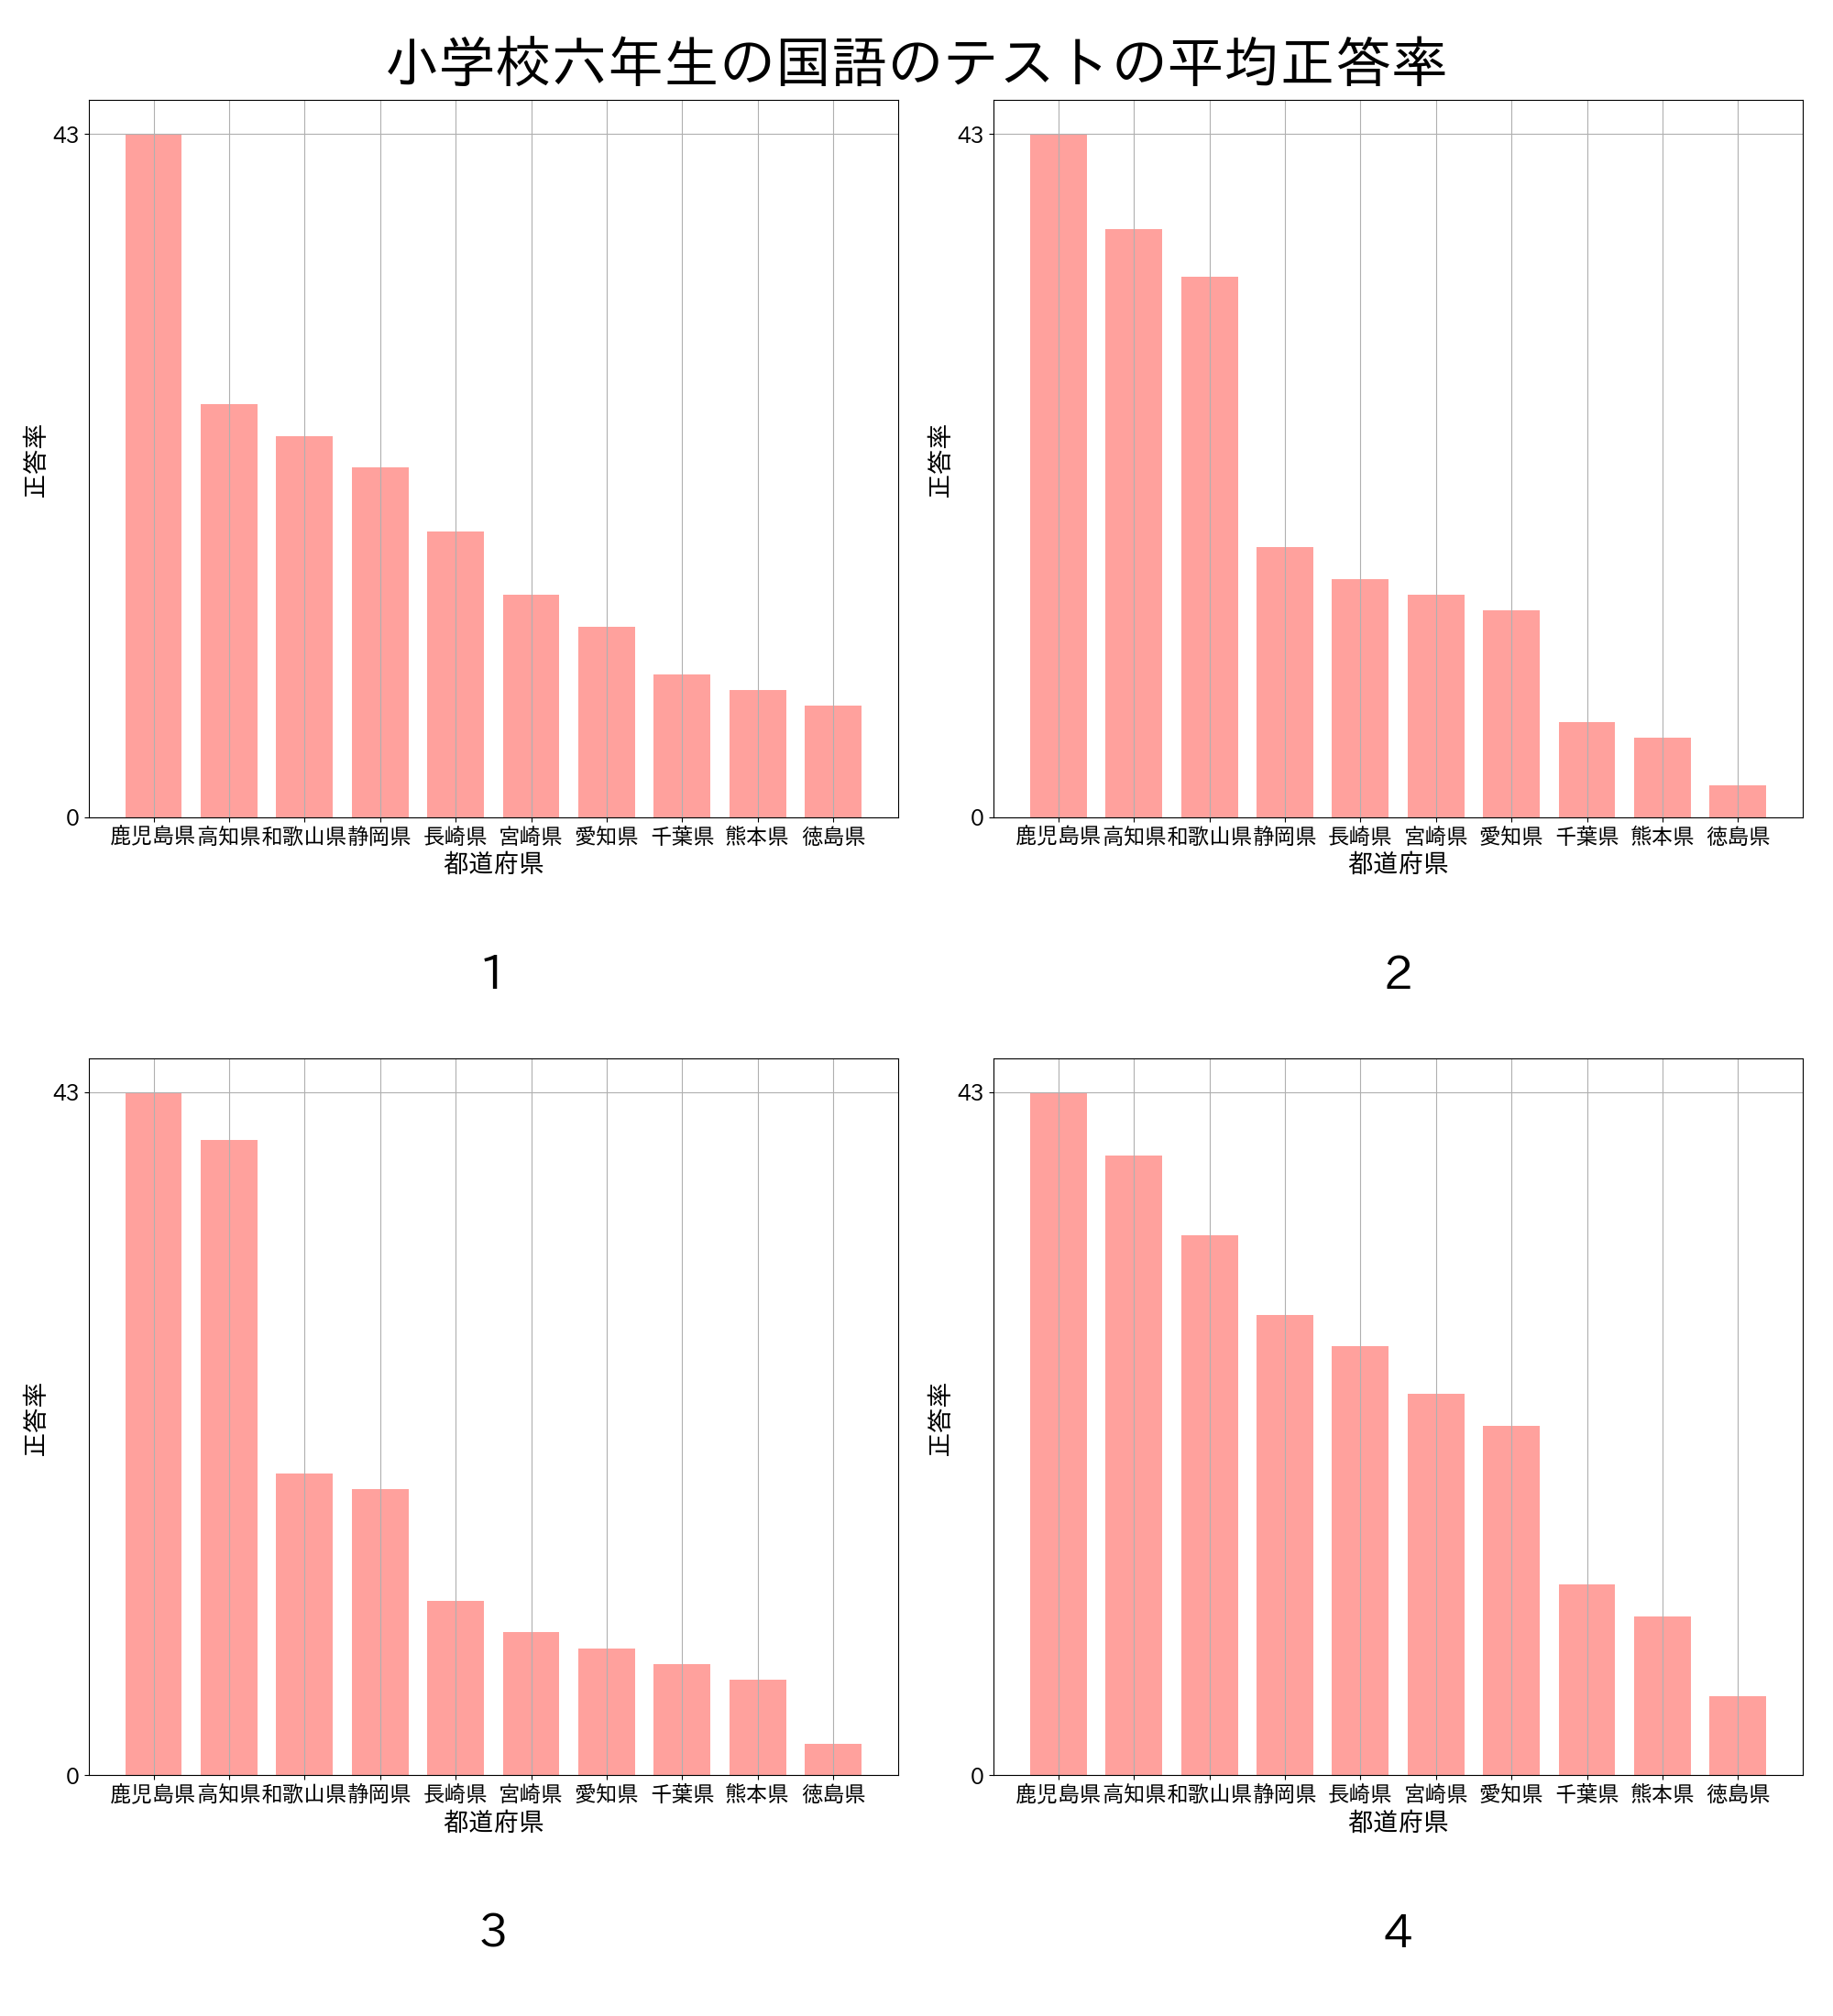 小学校六年生の国語のテストの平均正答率
43
0
正答率
鹿児島県 高知県 和歌山県 静岡県 長崎県 宮崎県 愛知県 千葉県 熊本県 徳島県
都道府県
1
43
0
正答率
鹿児島県 高知県 和歌山県 静岡県 長崎県 宮崎県 愛知県 千葉県 熊本県 徳島県
都道府県
2
43
0
正答率
鹿児島県 高知県 和歌山県 静岡県 長崎県 宮崎県 愛知県 千葉県 熊本県 徳島県
都道府県
3
43
0
正答率
鹿児島県 高知県 和歌山県 静岡県 長崎県 宮崎県 愛知県 千葉県 熊本県 徳島県
都道府県
4